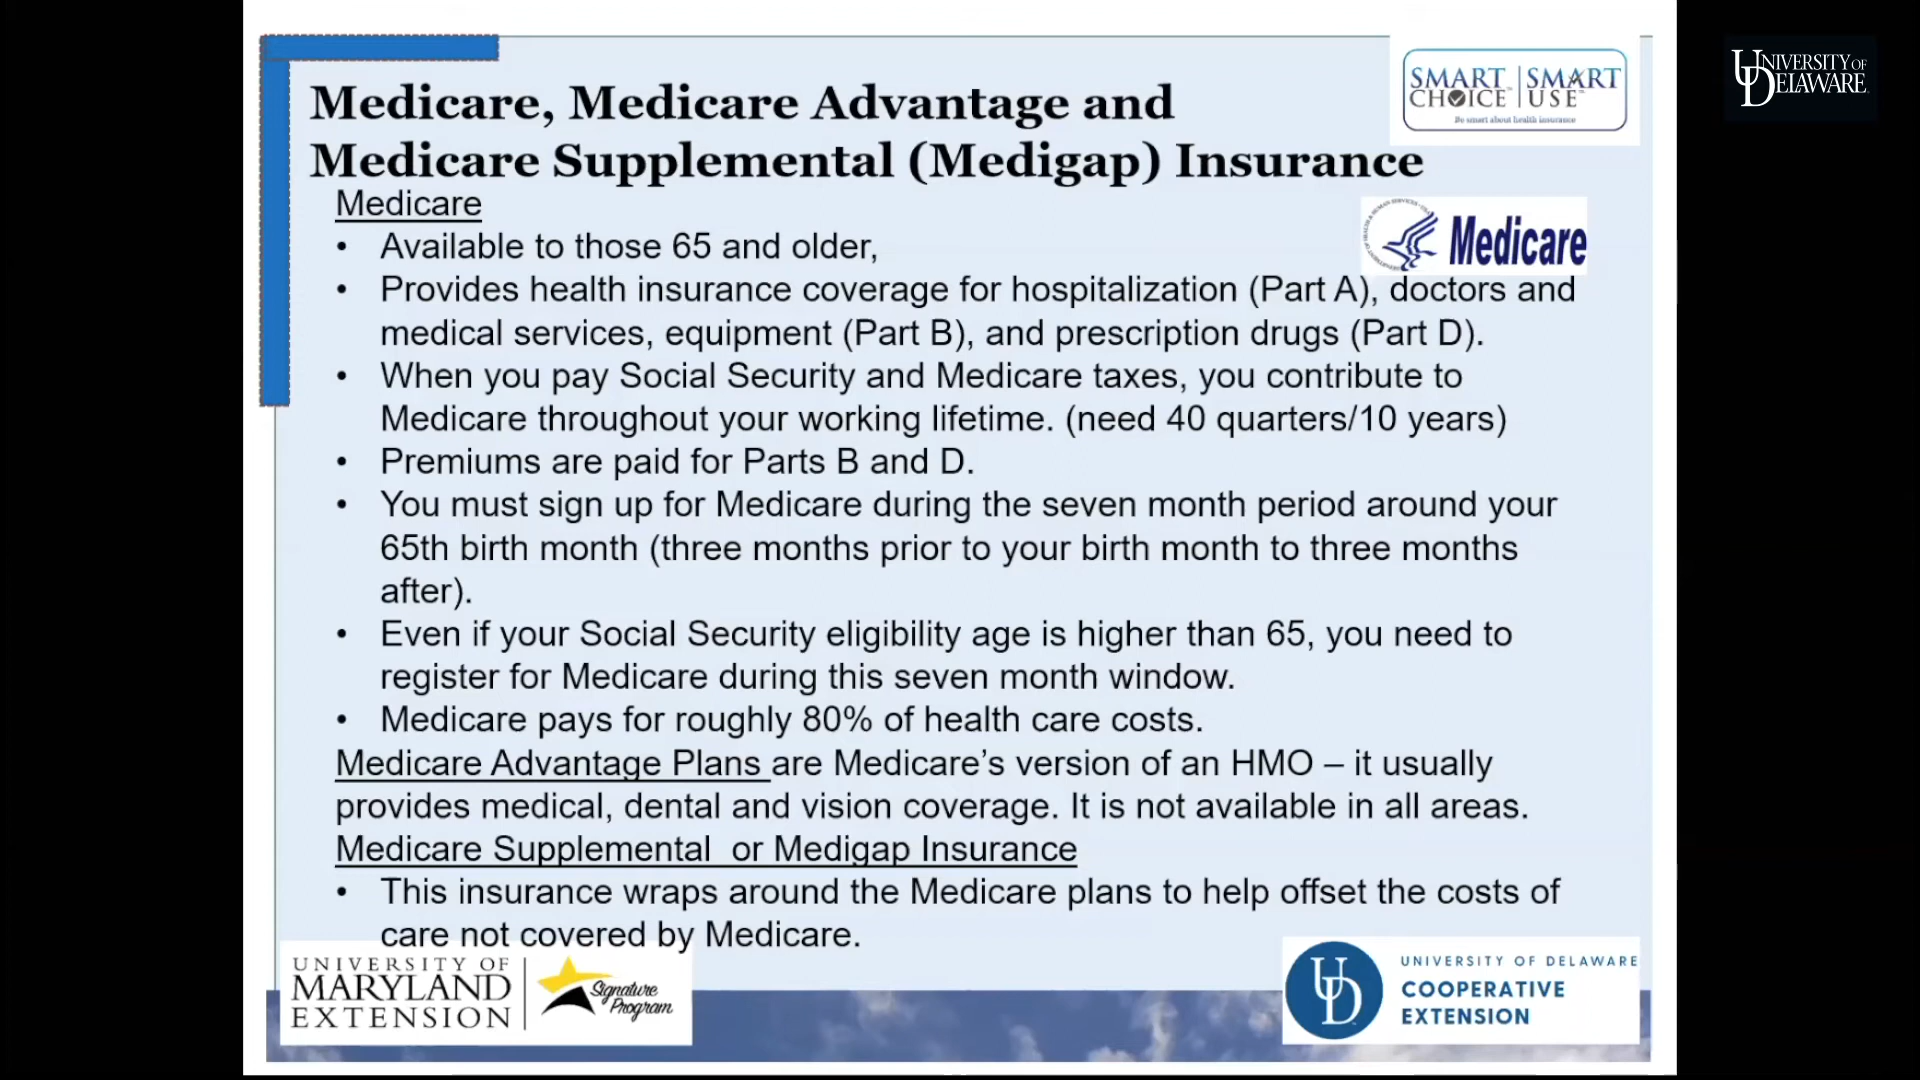 Medicare, Medicare Advantage and
Medicare Supplemental (Medigap) Insurance
SMART CHOICE™ | SMART USE™
Be smart about health insurance
UNIVERSITY OF DELAWARE
Medicare
Medicare
• Available to those 65 and older,
• Provides health insurance coverage for hospitalization (Part A), doctors and
medical services, equipment (Part B), and prescription drugs (Part D).
• When you pay Social Security and Medicare taxes, you contribute to
Medicare throughout your working lifetime. (need 40 quarters/10 years)
• Premiums are paid for Parts B and D.
• You must sign up for Medicare during the seven month period around your
65th birth month (three months prior to your birth month to three months
after).
• Even if your Social Security eligibility age is higher than 65, you need to
register for Medicare during this seven month window.
• Medicare pays for roughly 80% of health care costs.
Medicare Advantage Plans are Medicare’s version of an HMO – it usually
provides medical, dental and vision coverage. It is not available in all areas.
Medicare Supplemental or Medigap Insurance
• This insurance wraps around the Medicare plans to help offset the costs of
care not covered by Medicare.
UNIVERSITY OF
MARYLAND
EXTENSION
Signature
Program
UD
UNIVERSITY OF DELAWARE
COOPERATIVE
EXTENSION